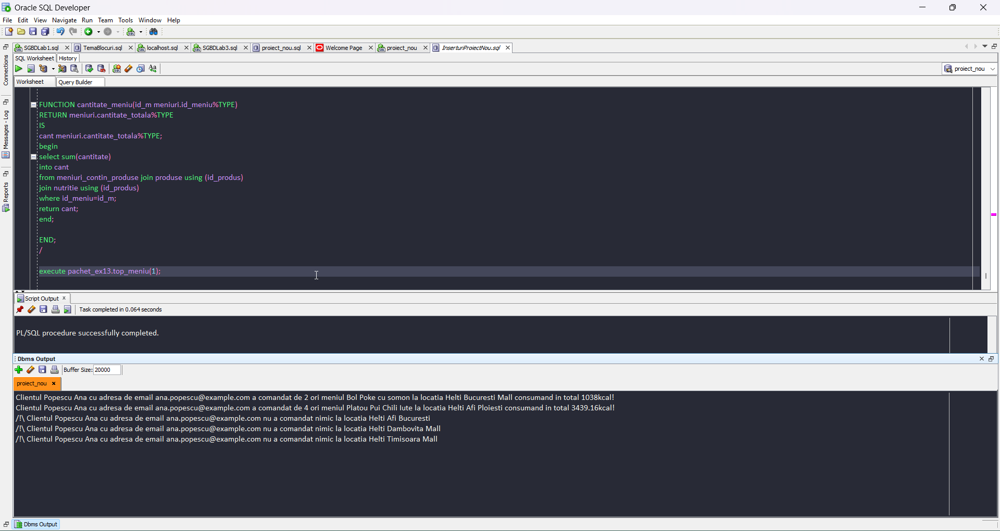 Oracle SQL Developer
File Edit View Navigate Run Team Tools Window Help
SGBDLab1.sql TemaBlocuri.sql localhost.sql SGBDLab3.sql proiect_nou.sql Welcome Page proiect_nou InserturiProiectNou.sql
SQL Worksheet History
proiect_nou
Worksheet Query Builder
Connections
Messages - Log
Reports
FUNCTION cantitate_meniu(id_m meniuri.id_meniu%TYPE)
RETURN meniuri.cantitate_totala%TYPE
IS
cant meniuri.cantitate_totala%TYPE;
begin
select sum(cantitate)
into cant
from meniuri_contin_produse join produse using (id_produs)
join nutritie using (id_produs)
where id_meniu=id_m;
return cant;
end;
END;
/
execute pachet_ex13.top_meniu(1);
Script Output
Task completed in 0.064 seconds
PL/SQL procedure successfully completed.
Dbms Output
Buffer Size: 20000
proiect_nou
Clientul Popescu Ana cu adresa de email ana.popescu@example.com a comandat de 2 ori meniul Bol Poke cu somon la locatia Helti Bucuresti Mall consumand in total 1038kcal!
Clientul Popescu Ana cu adresa de email ana.popescu@example.com a comandat de 4 ori meniul Platou Pui Chili Iute la locatia Helti Afi Ploiesti consumand in total 3439.16kcal!
/!\ Clientul Popescu Ana cu adresa de email ana.popescu@example.com nu a comandat nimic la locatia Helti Afi Bucuresti
/!\ Clientul Popescu Ana cu adresa de email ana.popescu@example.com nu a comandat nimic la locatia Helti Dambovita Mall
/!\ Clientul Popescu Ana cu adresa de email ana.popescu@example.com nu a comandat nimic la locatia Helti Timisoara Mall
Dbms Output